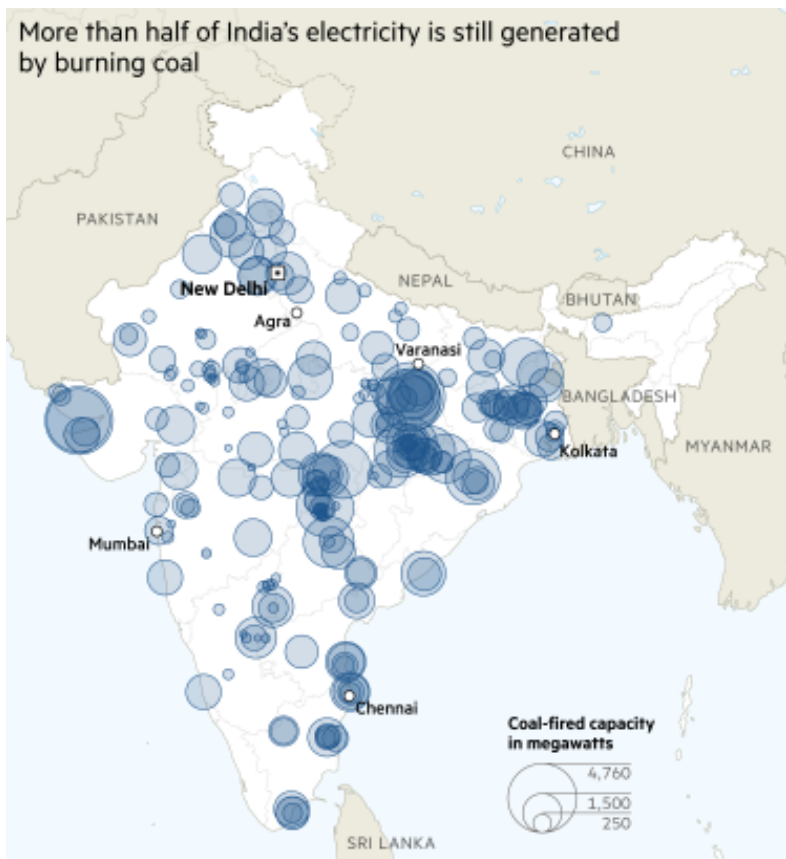 More than half of India's electricity is still generated
by burning coal
CHINA
PAKISTAN
New Delhi
NEPAL
BHUTAN
Agra
Varanasi
BANGLADESH
MYANMAR
Kolkata
Mumbai
Chennai
Coal-fired capacity
in megawatts
4,760
1,500
250
SRI LANKA